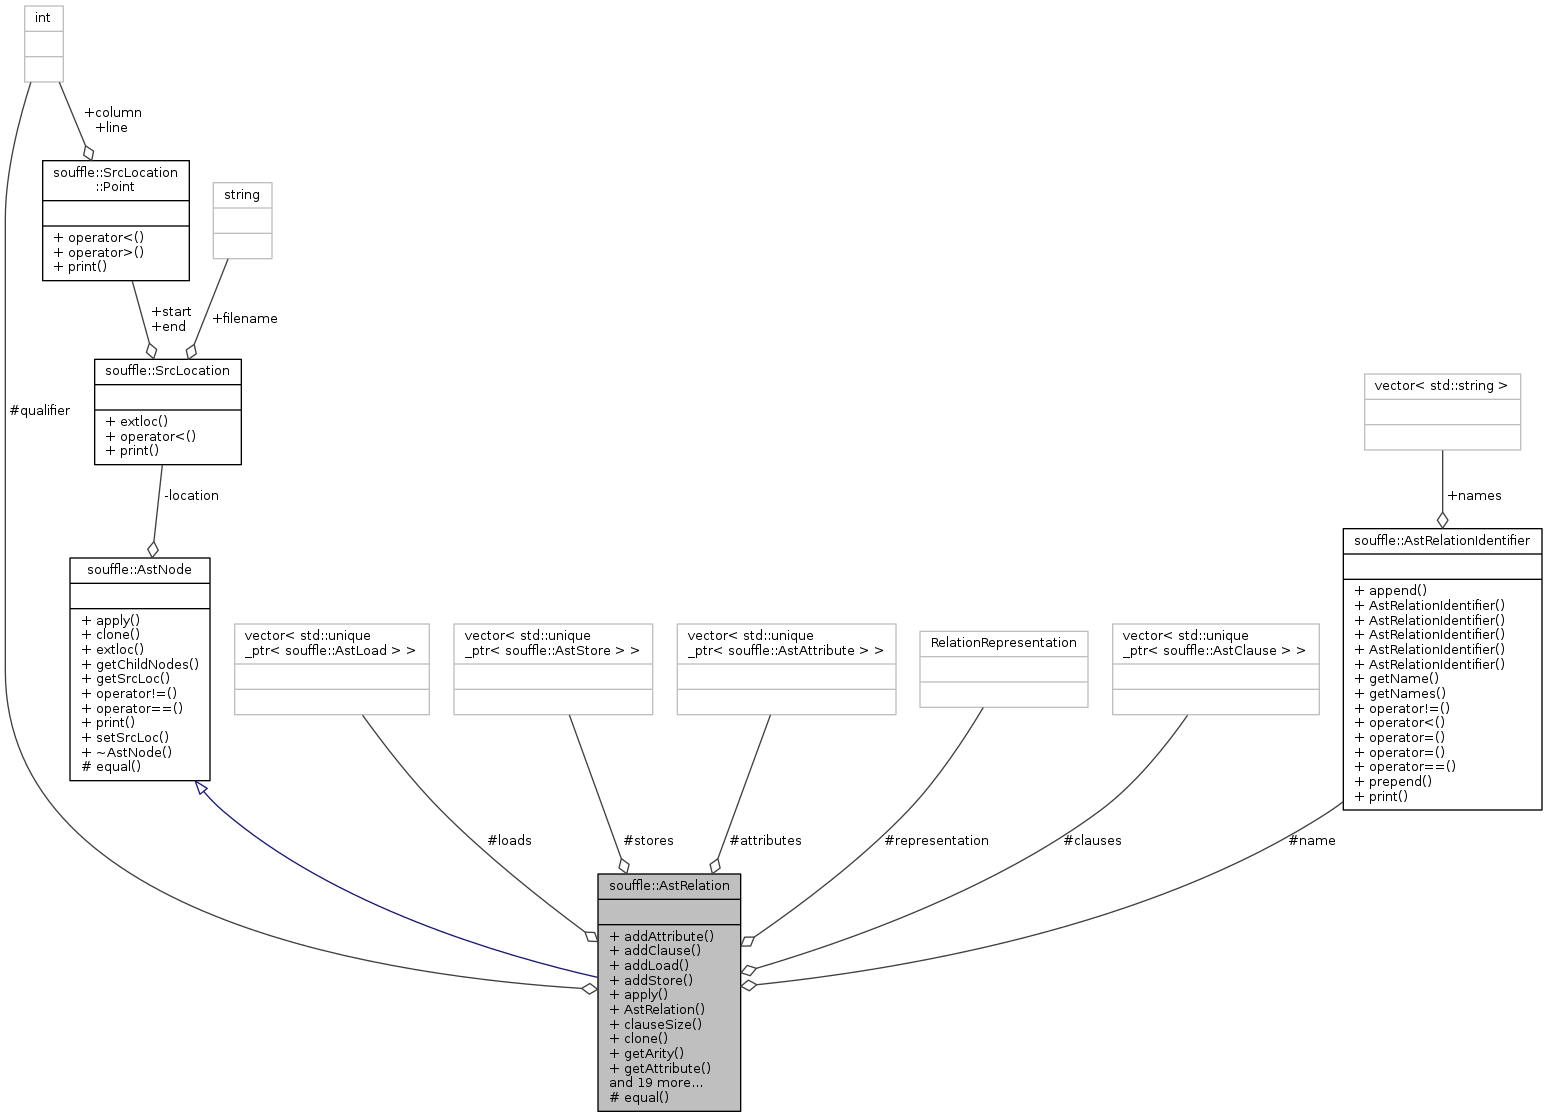 int
+column
+line
souffle::SrcLocation
::Point
+ operator<()
+ operator>()
+ print()
string
+start
+end
+filename
souffle::SrcLocation
+ extloc()
+ operator<()
+ print()
#qualifier
vector< std::string >
-location
+names
souffle::AstNode
+ apply()
+ clone()
+ extloc()
+ getChildNodes()
+ getSrcLoc()
+ operator!=()
+ operator==()
+ print()
+ setSrcLoc()
+ ~AstNode()
# equal()
vector< std::unique
_ptr< souffle::AstLoad > >
vector< std::unique
_ptr< souffle::AstStore > >
vector< std::unique
_ptr< souffle::AstAttribute > >
RelationRepresentation
vector< std::unique
_ptr< souffle::AstClause > >
souffle::AstRelationIdentifier
+ append()
+ AstRelationIdentifier()
+ AstRelationIdentifier()
+ AstRelationIdentifier()
+ AstRelationIdentifier()
+ AstRelationIdentifier()
+ getName()
+ getNames()
+ operator!=()
+ operator<()
+ operator=()
+ operator=()
+ operator==()
+ prepend()
+ print()
#loads
#stores
#attributes
#representation
#clauses
#name
souffle::AstRelation
+ addAttribute()
+ addClause()
+ addLoad()
+ addStore()
+ apply()
+ AstRelation()
+ clauseSize()
+ clone()
+ getArity()
+ getAttribute()
and 19 more...
# equal()